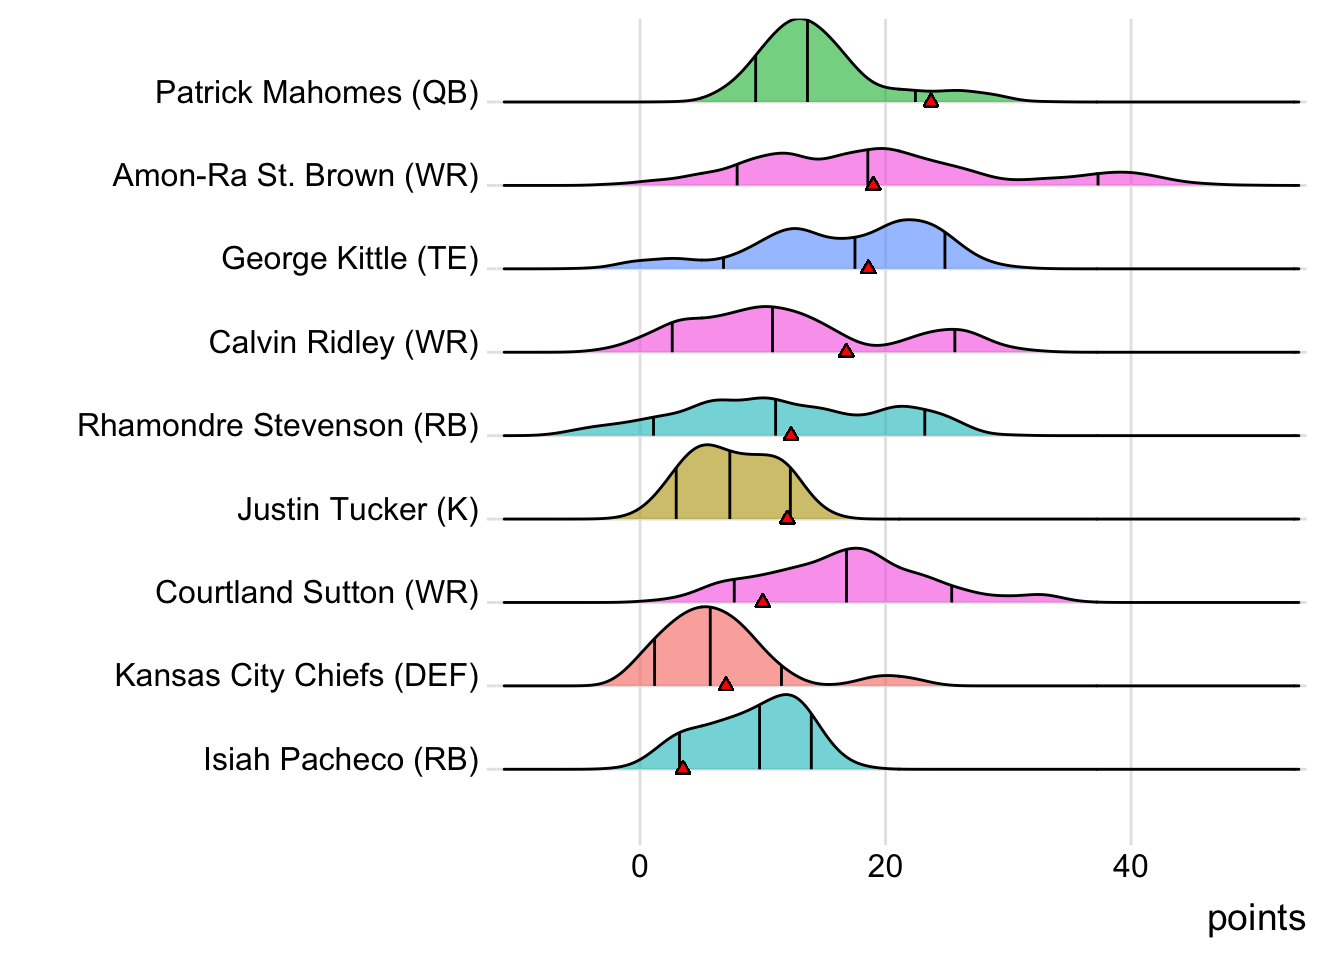 Patrick Mahomes (QB)
Amon-Ra St. Brown (WR)
George Kittle (TE)
Calvin Ridley (WR)
Rhamondre Stevenson (RB)
Justin Tucker (K)
Courtland Sutton (WR)
Kansas City Chiefs (DEF)
Isiah Pacheco (RB)
0 20 40
points